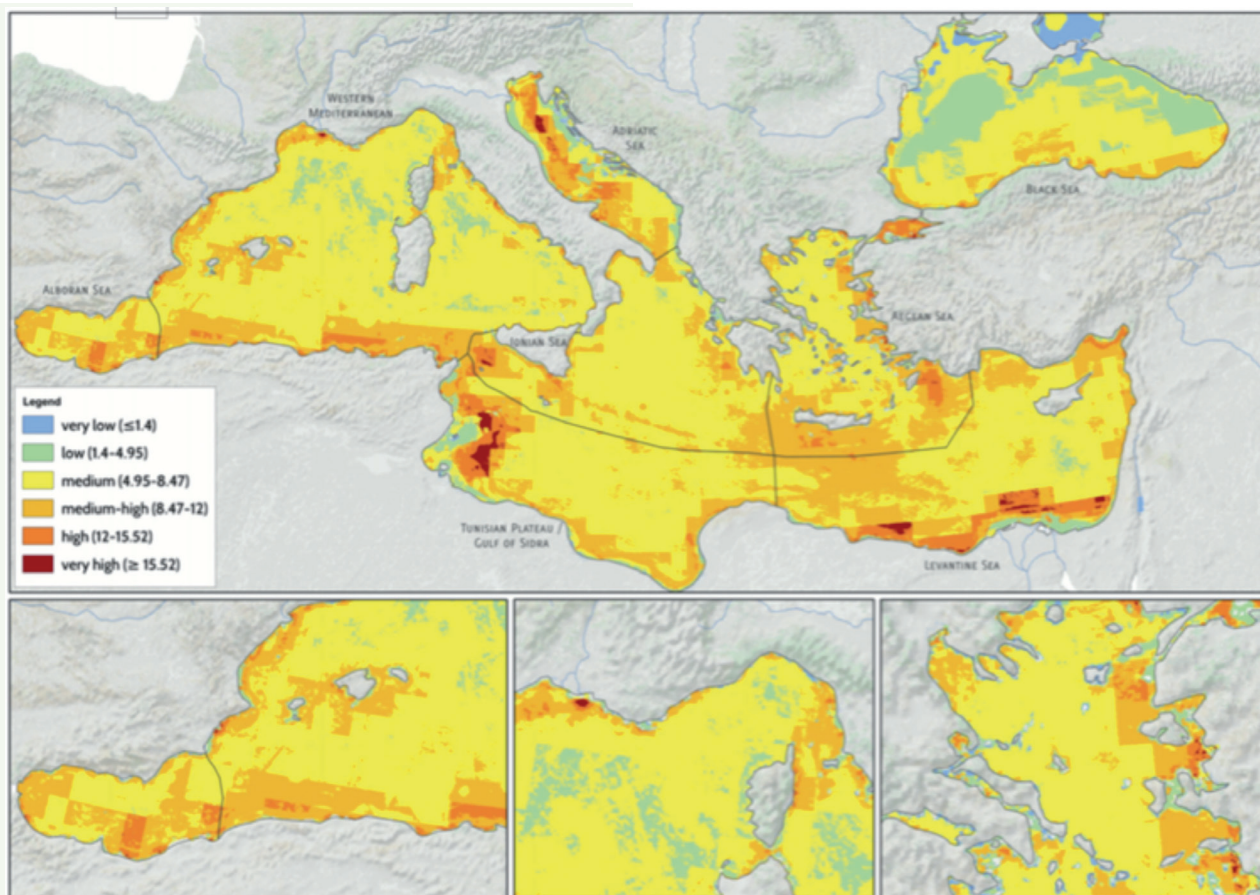 WESTERN
MEDITERRANEAN
ADRIATIC
SEA
BLACK SEA
ALBORAN SEA
AEGEAN SEA
IONIAN SEA
Legend
very low (≤1.4)
low (1.4-4.95)
medium (4.95-8.47)
medium-high (8.47-12)
high (12-15.52)
very high (≥ 15.52)
TUNISIAN PLATEAU /
GULF OF SIDRA
LEVANTINE SEA